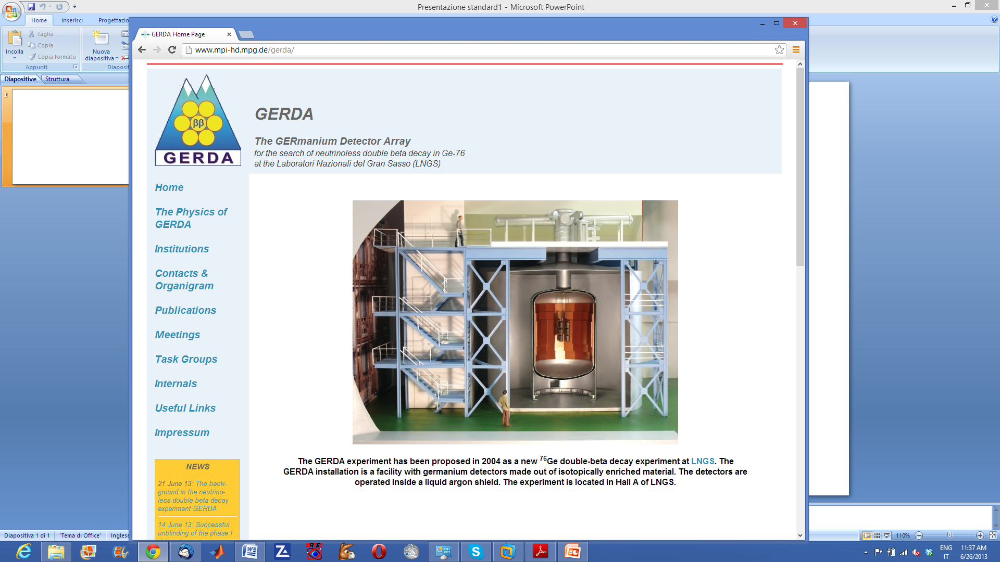 Presentazione standard1 - Microsoft PowerPoint
Home Inserisci Progettazio
Taglia
Copia
Copia formato
Incolla
Nuova
diapositiva
Appunti
Diaposit
Diapositive Struttura
1
GERDA Home Page
www.mpi-hd.mpg.de/gerda/
ββ
GERDA
GERDA
The GERmanium Detector Array
for the search of neutrinoless double beta decay in Ge-76
at the Laboratori Nazionali del Gran Sasso (LNGS)
Home
The Physics of
GERDA
Institutions
Contacts &
Organigram
Publications
Meetings
Task Groups
Internals
Useful Links
Impressum
NEWS
21 June 13: The back-
ground in the neutrino-
less double beta decay
experiment GERDA
14 June 13: Successful
unblinding of the phase I
The GERDA experiment has been proposed in 2004 as a new 76Ge double-beta decay experiment at LNGS. The
GERDA installation is a facility with germanium detectors made out of isotopically enriched material. The detectors are
operated inside a liquid argon shield. The experiment is located in Hall A of LNGS.
Diapositiva 1 di 1 "Tema di Office" Inglese
110%
ENG
IT
11:37 AM
6/26/2013